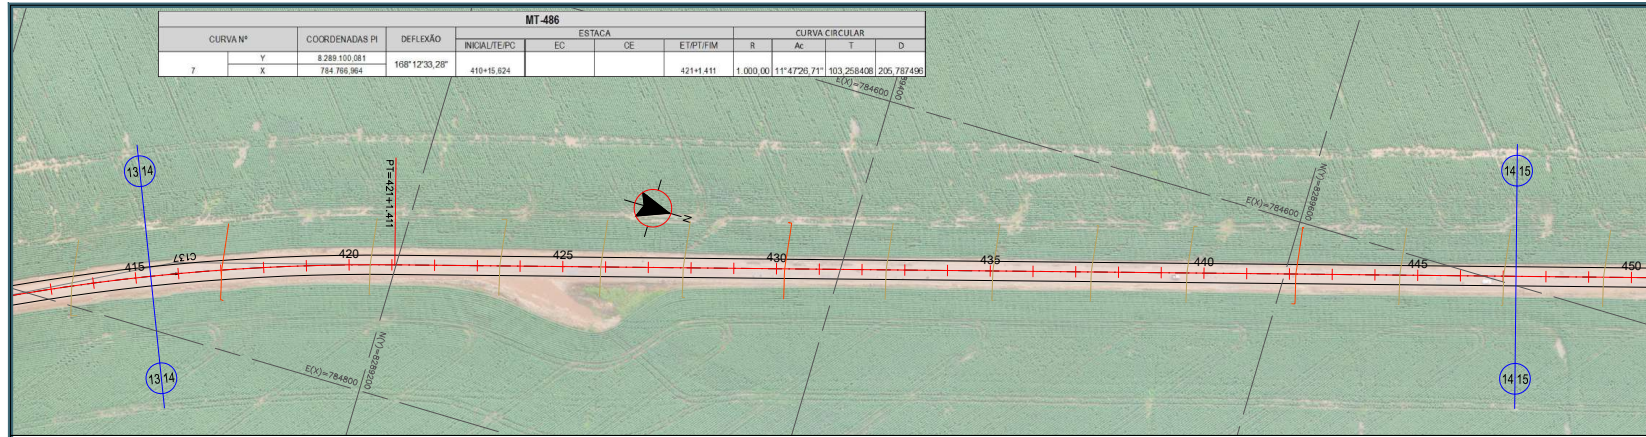 MT-486
CURVA Nº COORDENADAS PI DEFLEXÃO ESTACA CURVA CIRCULAR
INICIAL/TE/PC EC CE ET/PT/FIM R Ac T D
7 Y 8.289.100,081 168°12'33,28"
X 784.766,964 410+15,624 421+1,411 1.000,00 11°47'26,71" 103,258408 205,787496
E(X)=784600
13 14
PT=421+1.411
N
E(X)=784600
N(Y)=8289600
14 15
C137
415
420
425
430
435
440
445
450
N(Y)=8289200
E(X)=784800
13 14
14 15